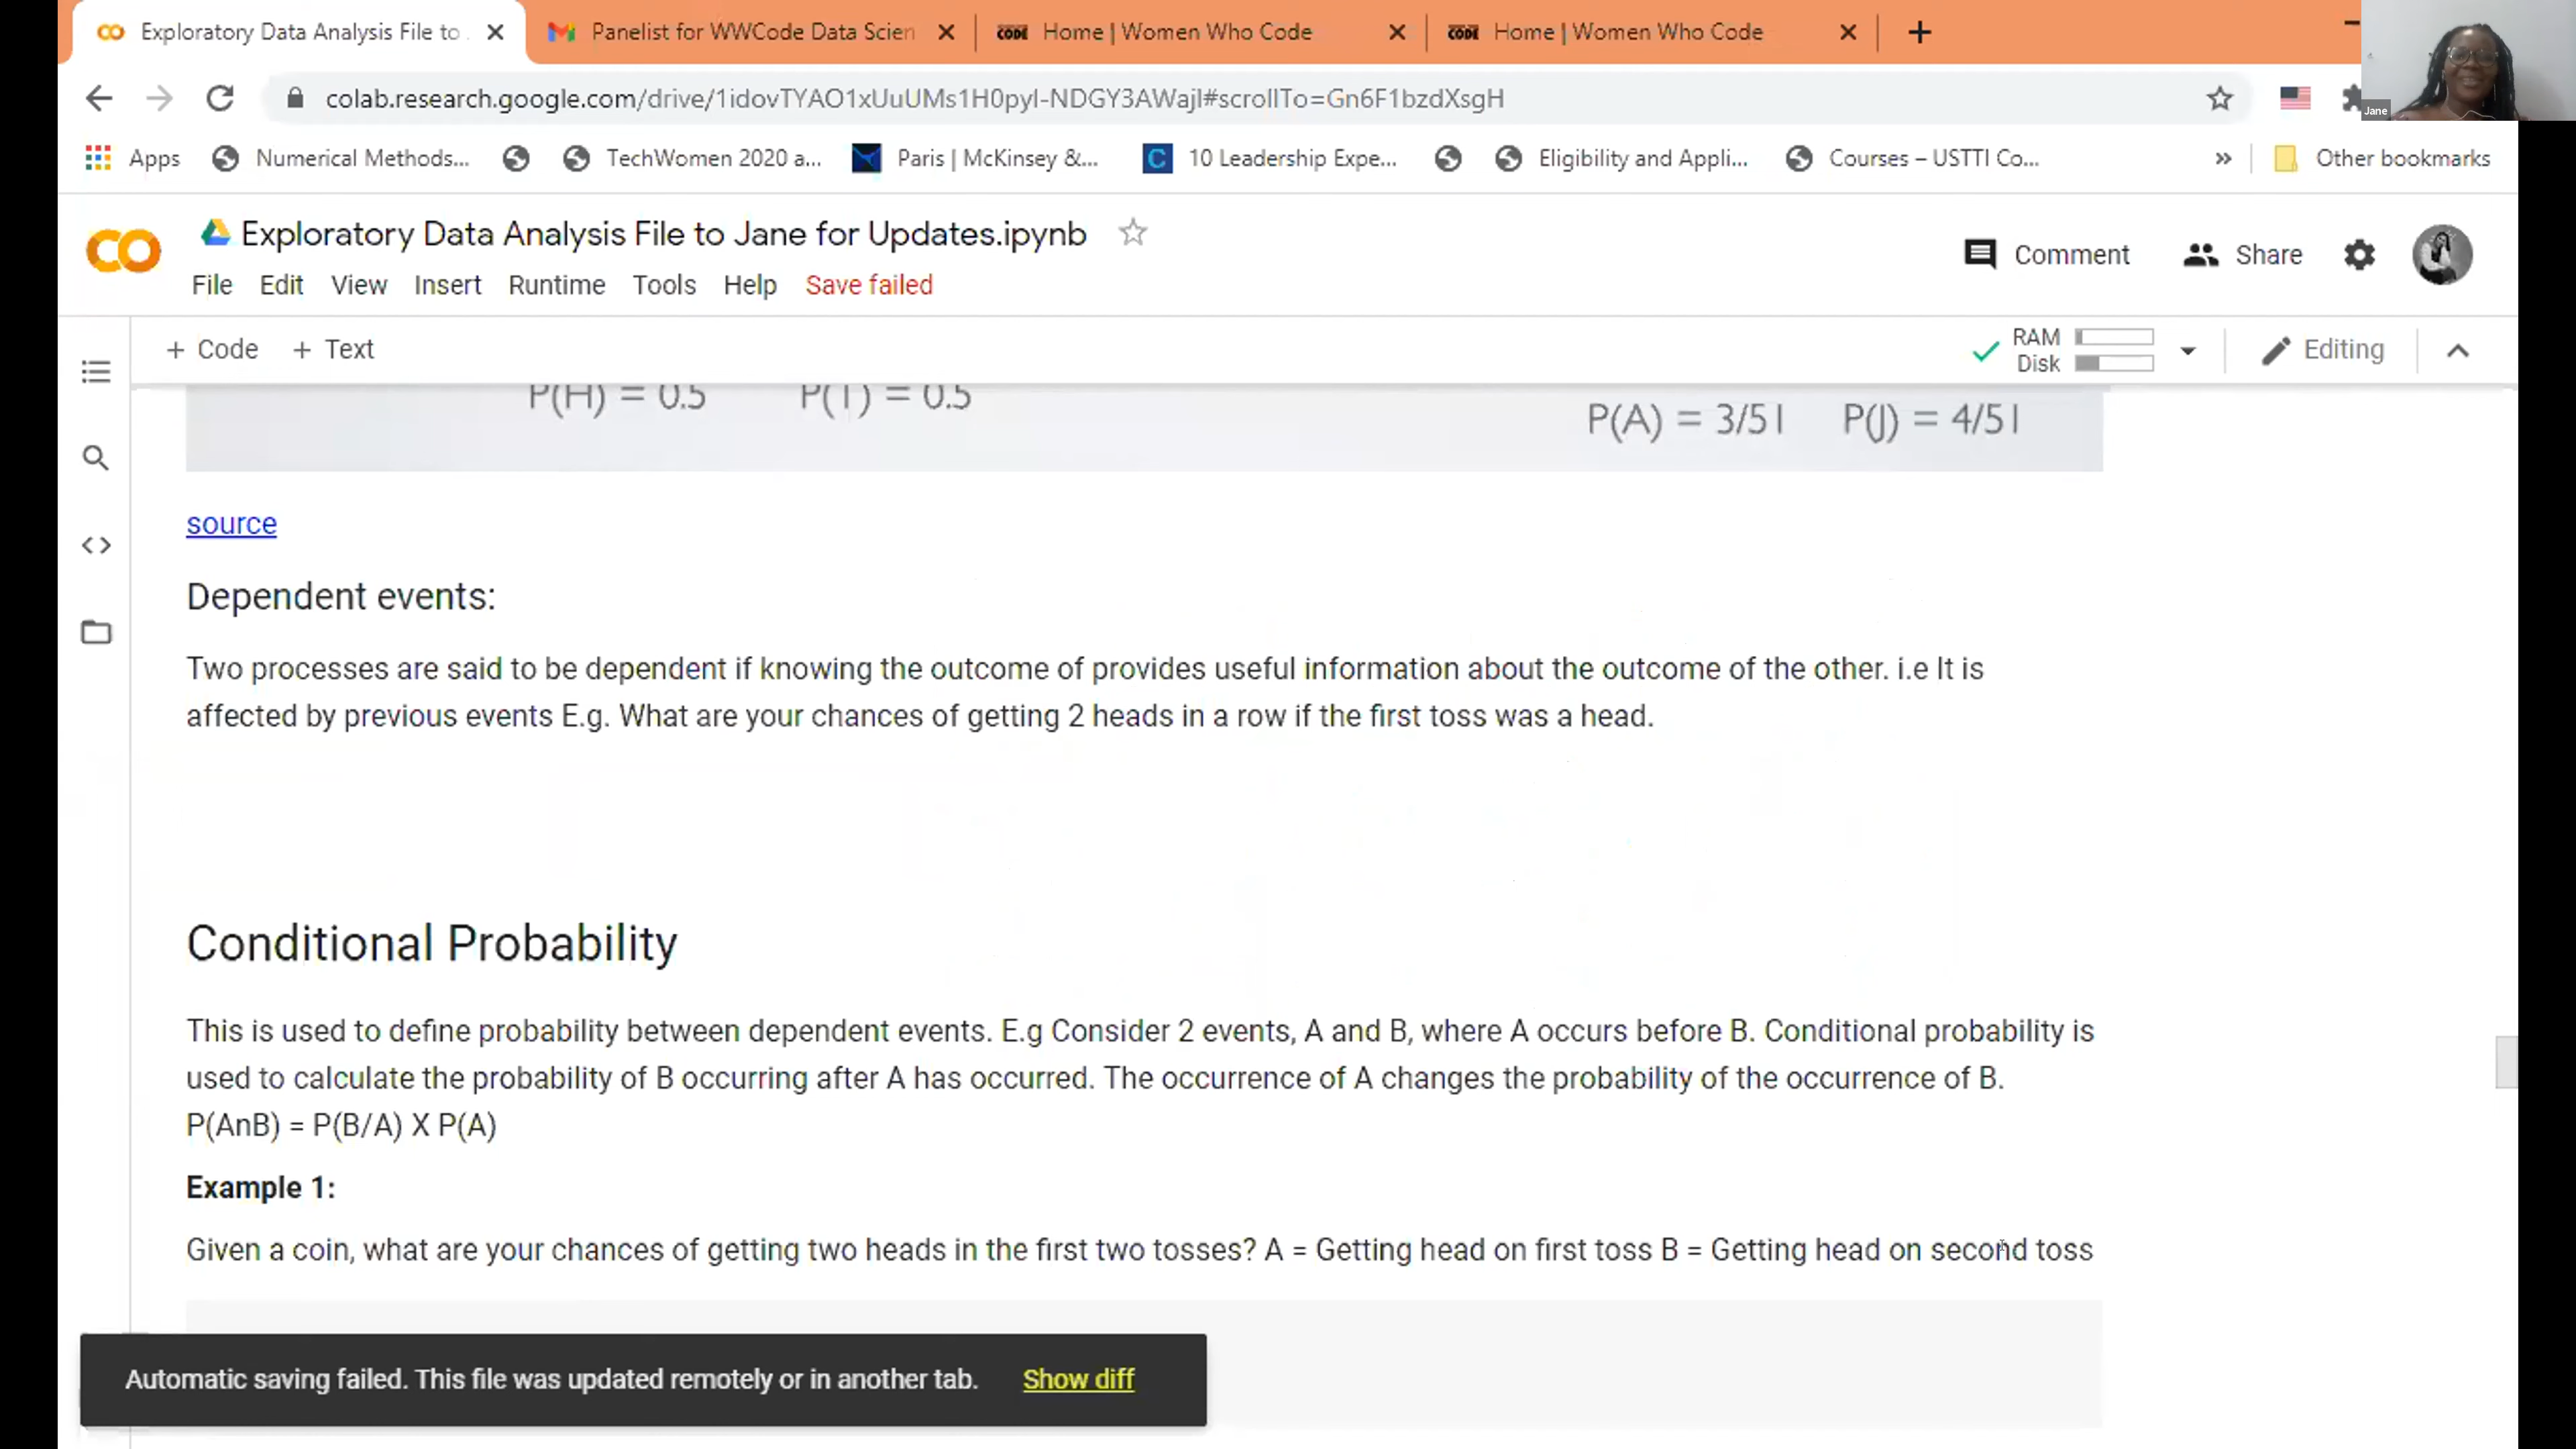 Exploratory Data Analysis File to
Panelist for WWCode Data Scien
CODE Home | Women Who Code
CODE Home | Women Who Code
colab.research.google.com/drive/1idovTYAO1xUuUMs1H0pyI-NDGY3AWajI#scrollTo=Gn6F1bzdXsgH
Jane
Apps
Numerical Methods...
TechWomen 2020 a...
Paris | McKinsey &...
C 10 Leadership Expe...
Eligibility and Appli...
Courses – USTTI Co...
»
Other bookmarks
CO Exploratory Data Analysis File to Jane for Updates.ipynb
File Edit View Insert Runtime Tools Help Save failed
Comment Share
+ Code + Text
RAM
Disk
Editing
P(H) = 0.5 P(T) = 0.5
P(A) = 3/51 P(J) = 4/51
source
Dependent events:
Two processes are said to be dependent if knowing the outcome of provides useful information about the outcome of the other. i.e It is
affected by previous events E.g. What are your chances of getting 2 heads in a row if the first toss was a head.
Conditional Probability
This is used to define probability between dependent events. E.g Consider 2 events, A and B, where A occurs before B. Conditional probability is
used to calculate the probability of B occurring after A has occurred. The occurrence of A changes the probability of the occurrence of B.
P(AnB) = P(B/A) X P(A)
Example 1:
Given a coin, what are your chances of getting two heads in the first two tosses? A = Getting head on first toss B = Getting head on second toss
Automatic saving failed. This file was updated remotely or in another tab. Show diff